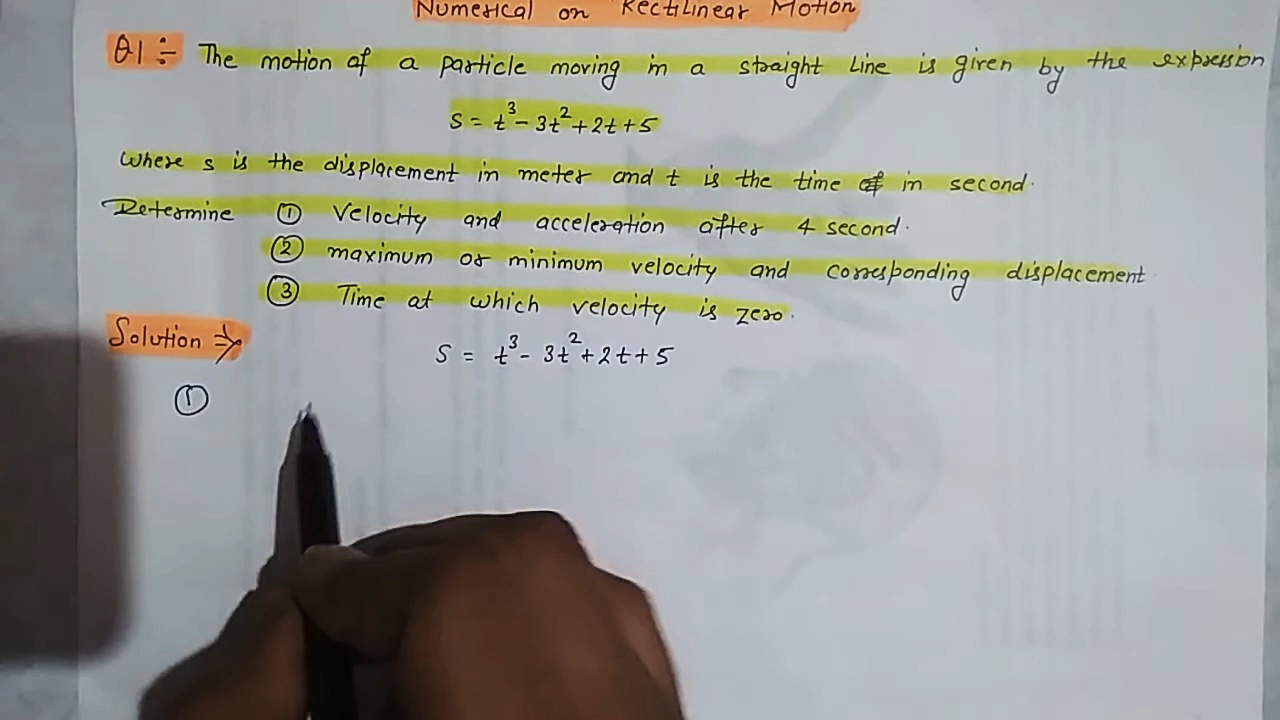 Numerical on Rectilinear Motion
Q1 :- The motion of a particle moving in a straight Line is given by the expression
S = t³ - 3t² + 2t + 5
Where s is the displacement in meter and t is the time in second.
Determine ① Velocity and acceleration after 4 second.
② maximum or minimum velocity and corresponding displacement
③ Time at which velocity is zero.
Solution ⇒
S = t³ - 3t² + 2t + 5
①